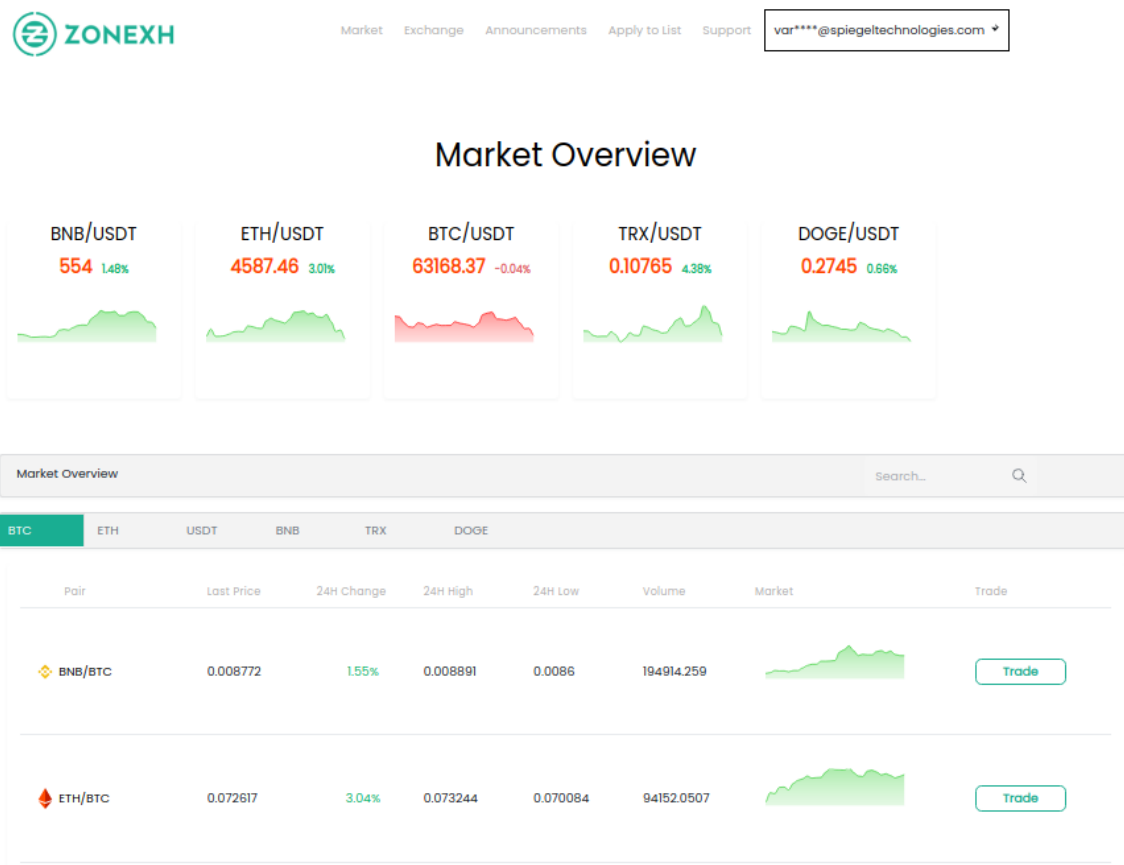 ZONEXH
Market Exchange Announcements Apply to List Support var****@spiegeltechnologies.com
Market Overview
BNB/USDT ETH/USDT BTC/USDT TRX/USDT DOGE/USDT
554 1.48% 4587.46 3.01% 63168.37 -0.04% 0.10765 4.38% 0.2745 0.66%
Market Overview Search...
BTC ETH USDT BNB TRX DOGE
Pair Last Price 24H Change 24H High 24H Low Volume Market Trade
BNB/BTC 0.008772 1.55% 0.008891 0.0086 194914.259 Trade
ETH/BTC 0.072617 3.04% 0.073244 0.070084 94152.0507 Trade